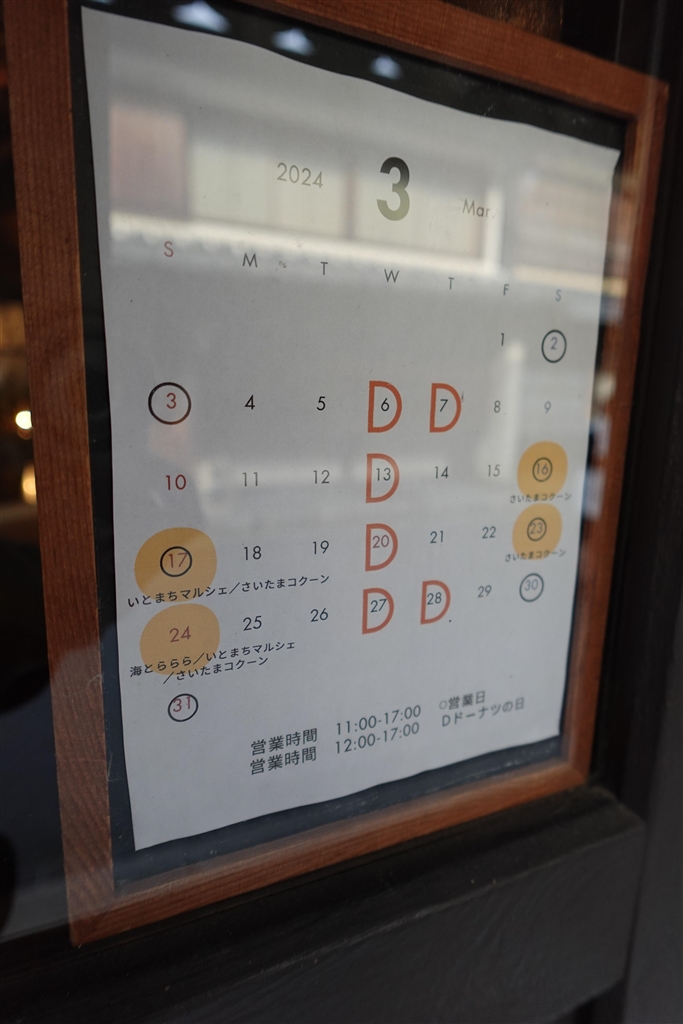 2024 3 Mar.
S M T W T F S
1 2
3 4 5 D 6 D 7 8 9
10 11 12 D 13 14 15 16
さいたまコクーン
17 18 19 D 20 21 22 23
いとまちマルシェ/さいたまコクーン さいたまコクーン
24 25 26 D 27 D 28 29 30
海とららら/いとまちマルシェ
/さいたまコクーン
31
営業時間 11:00-17:00 ○営業日
営業時間 12:00-17:00 Dドーナツの日